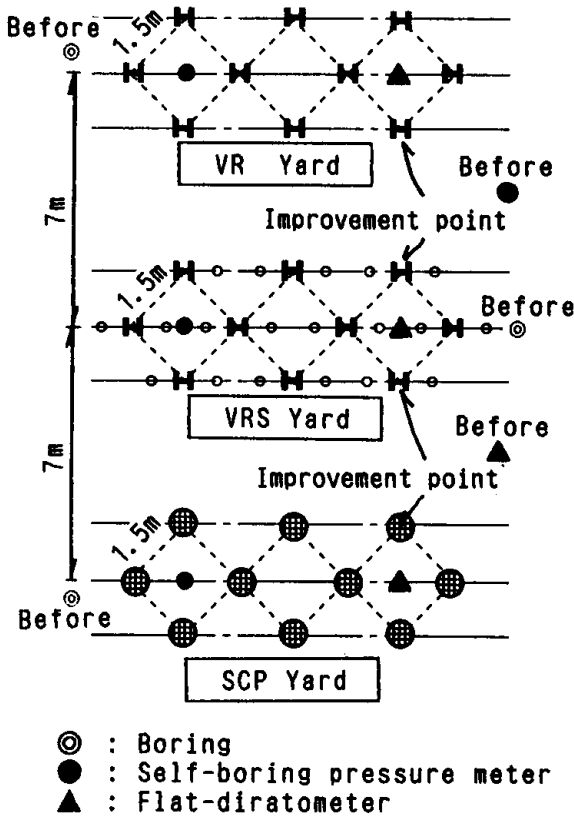 Before
1.5m
VR Yard
Before
7m
Improvement point
1.5m
Before
VRS Yard
Before
7m
Improvement point
1.5m
Before
SCP Yard
◎ : Boring
● : Self-boring pressure meter
▲ : Flat-diratometer